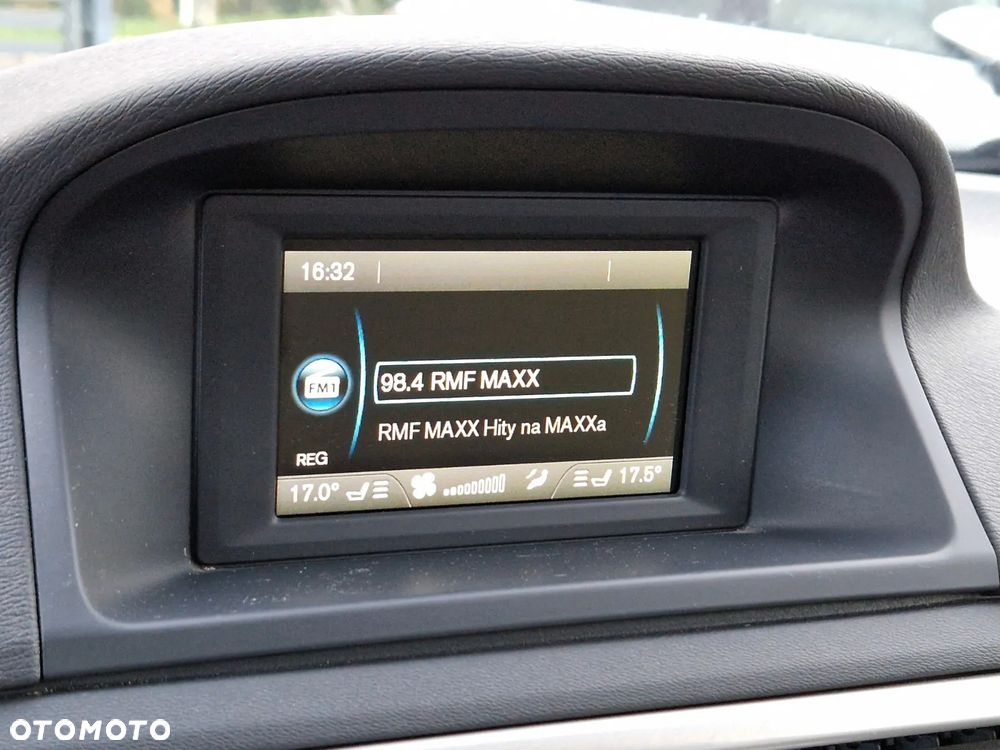 16:32
98.4 RMF MAXX
FM1
RMF MAXX Hity na MAXXa
REG
17.0° 17.5°
OTOMOTO